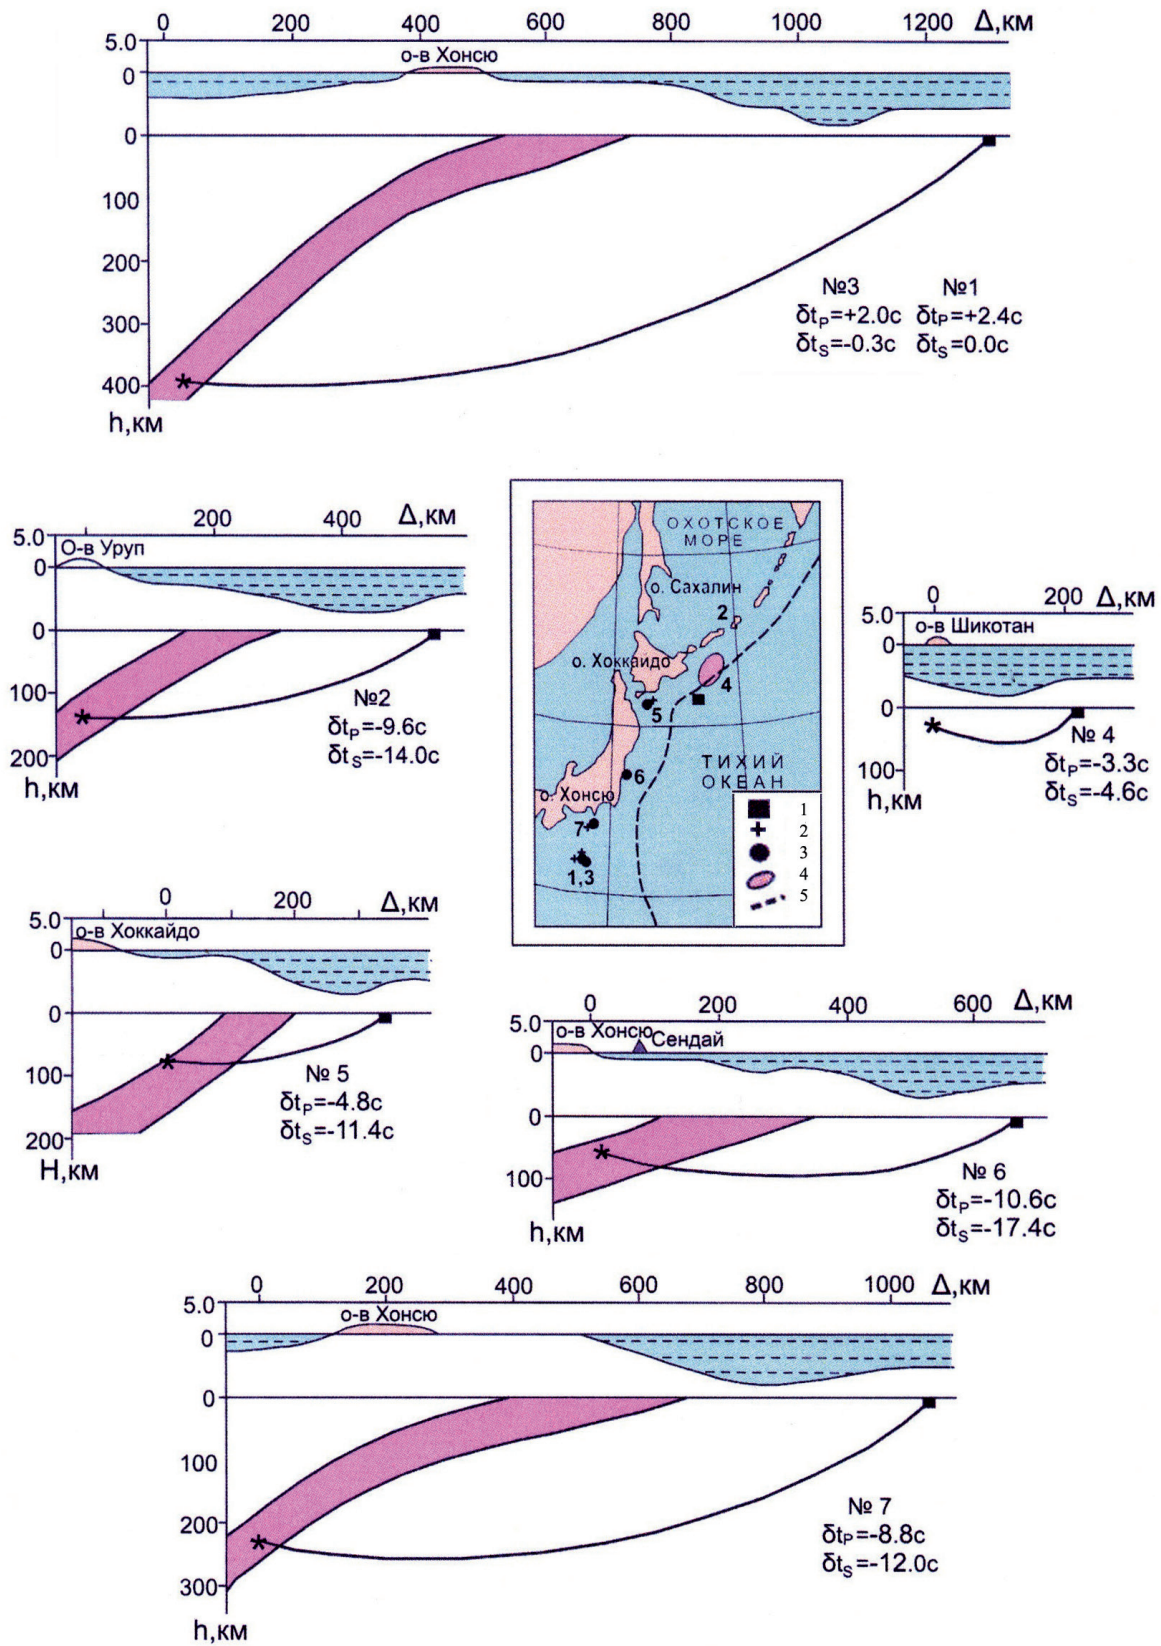 0 200 400 600 800 1000 1200 Δ,км
5.0
о-в Хонсю
0
0
100
200
300
400
h,км
№3 №1
δtP=+2.0с δtP=+2.4с
δtS=-0.3с δtS=0.0с
200 400 Δ,км
5.0
О-в Уруп
0
0
100
200
h,км
№2
δtP=-9.6с
δtS=-14.0с
ОХОТСКОЕ
МОРЕ
о. Сахалин
2
о. Хоккайдо
4
5
ТИХИЙ
ОКЕАН
6
о. Хонсю
7
1,3
1
2
3
4
5
0 200 Δ,км
5.0
о-в Шикотан
0
0
100
h,км
№ 4
δtP=-3.3с
δtS=-4.6с
0 200 Δ,км
5.0
о-в Хоккайдо
0
0
100
200
Н,км
№ 5
δtP=-4.8с
δtS=-11.4с
0 200 400 600 Δ,км
5.0
о-в Хонсю Сендай
0
0
100
h,км
№ 6
δtP=-10.6с
δtS=-17.4с
0 200 400 600 800 1000 Δ,км
5.0
о-в Хонсю
0
0
100
200
300
h,км
№ 7
δtP=-8.8с
δtS=-12.0с